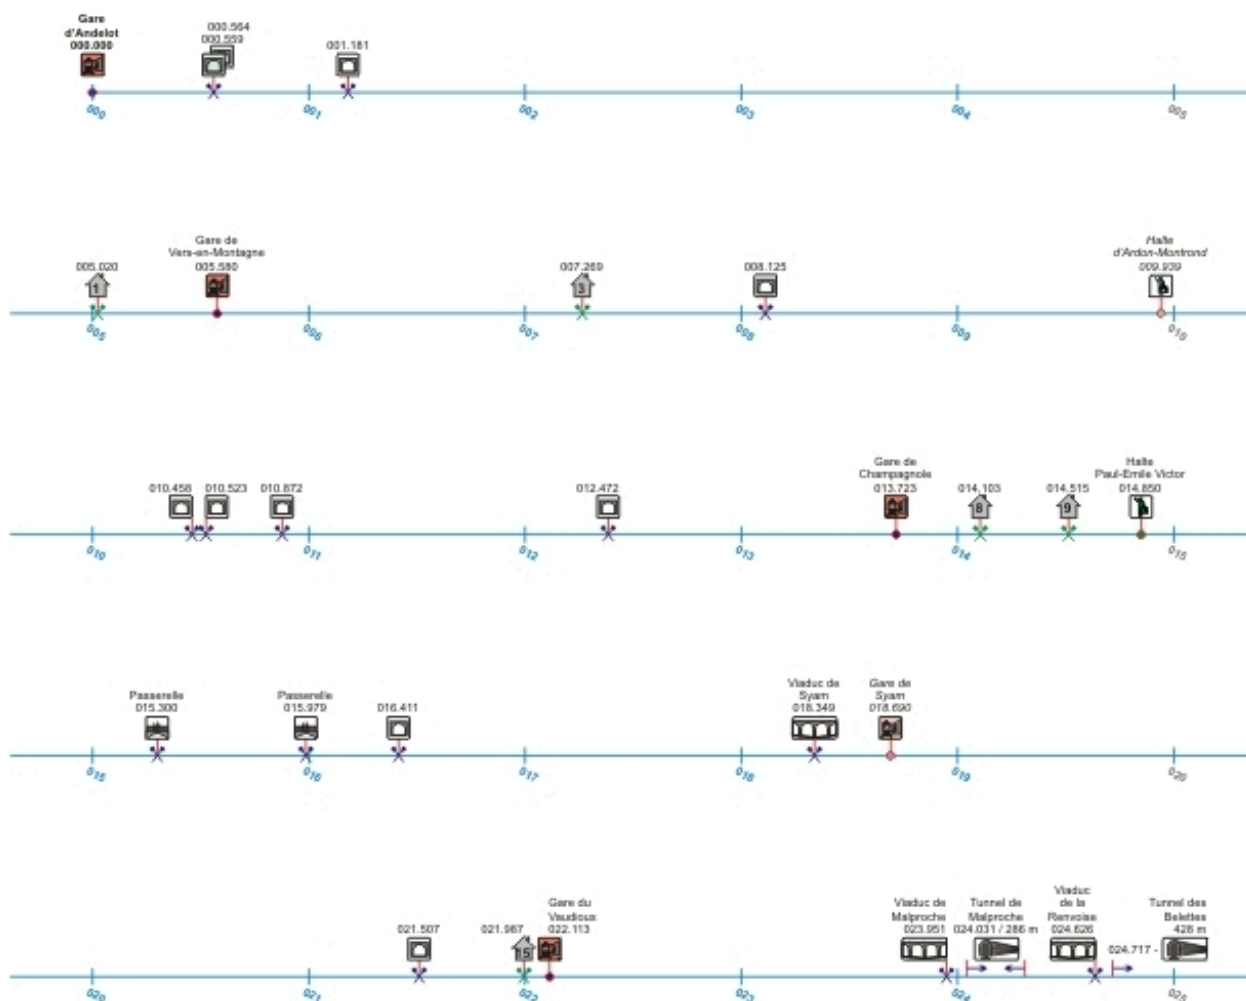 Gare
d'Andelot
000.000
000.564
000.559
001.181
000
001
002
003
004
005
005.020
1
Gare de
Vers-en-Montagne
005.580
007.269
3
008.125
Halte
d'Ardon-Montrond
009.939
005
006
007
008
009
010
010.458
010.523
010.872
012.472
Gare de
Champagnole
013.723
014.103
8
014.515
9
Halte
Paul-Emile Victor
014.850
010
011
012
013
014
015
Passerelle
015.300
Passerelle
015.979
016.411
Viaduc de
Syam
018.349
Gare de
Syam
018.690
015
016
017
018
019
020
021.507
021.987
15
Gare du
Vaudioux
022.113
Viaduc de
Malproche
023.951
Tunnel de
Malproche
024.031 / 286 m
Viaduc
de la
Renvoise
024.626
024.717 -
Tunnel des
Belettes
428 m
020
021
022
023
024
025